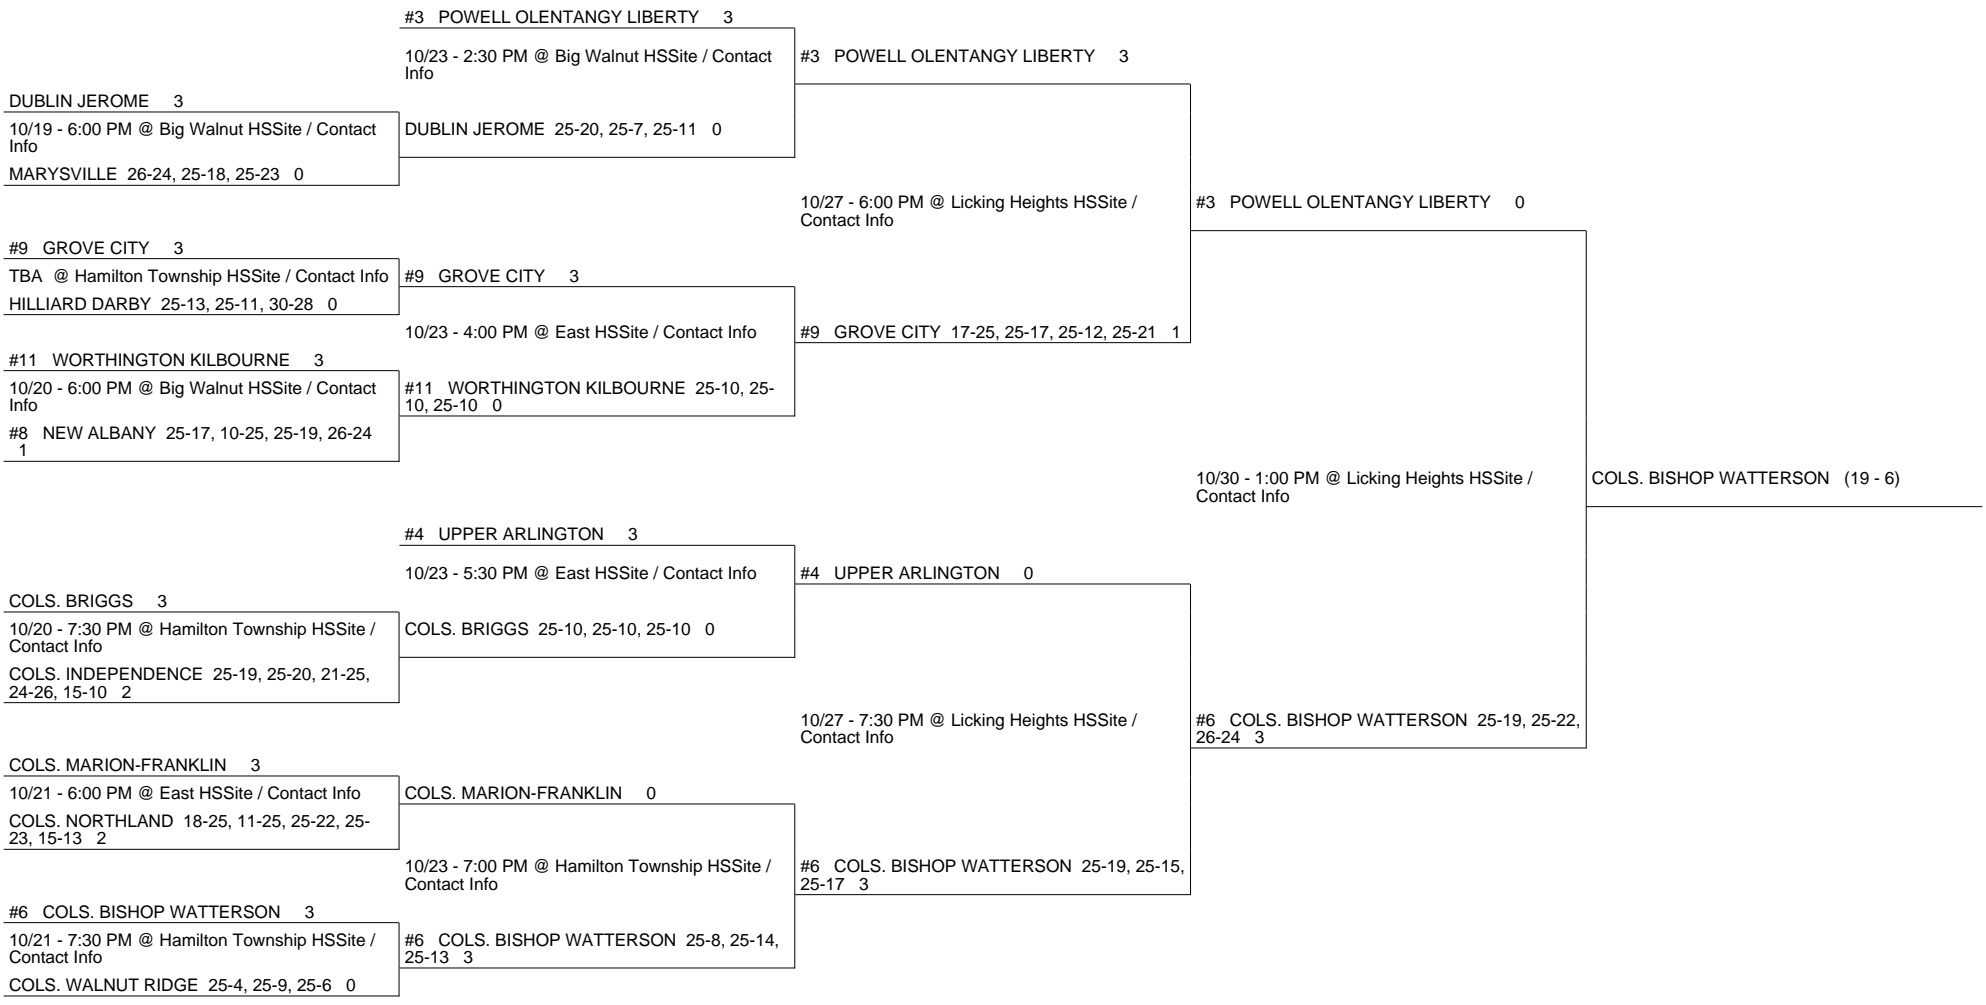 #3 POWELL OLENTANGY LIBERTY 3
10/23 - 2:30 PM @ Big Walnut HSSite / Contact
Info
#3 POWELL OLENTANGY LIBERTY 3
DUBLIN JEROME 3
10/19 - 6:00 PM @ Big Walnut HSSite / Contact
Info
DUBLIN JEROME 25-20, 25-7, 25-11 0
MARYSVILLE 26-24, 25-18, 25-23 0
10/27 - 6:00 PM @ Licking Heights HSSite /
Contact Info
#3 POWELL OLENTANGY LIBERTY 0
#9 GROVE CITY 3
TBA @ Hamilton Township HSSite / Contact Info
#9 GROVE CITY 3
HILLIARD DARBY 25-13, 25-11, 30-28 0
10/23 - 4:00 PM @ East HSSite / Contact Info
#9 GROVE CITY 17-25, 25-17, 25-12, 25-21 1
#11 WORTHINGTON KILBOURNE 3
10/20 - 6:00 PM @ Big Walnut HSSite / Contact
Info
#11 WORTHINGTON KILBOURNE 25-10, 25-
10, 25-10 0
#8 NEW ALBANY 25-17, 10-25, 25-19, 26-24
1
10/30 - 1:00 PM @ Licking Heights HSSite /
Contact Info
COLS. BISHOP WATTERSON (19 - 6)
#4 UPPER ARLINGTON 3
10/23 - 5:30 PM @ East HSSite / Contact Info
#4 UPPER ARLINGTON 0
COLS. BRIGGS 3
10/20 - 7:30 PM @ Hamilton Township HSSite /
Contact Info
COLS. BRIGGS 25-10, 25-10, 25-10 0
COLS. INDEPENDENCE 25-19, 25-20, 21-25,
24-26, 15-10 2
10/27 - 7:30 PM @ Licking Heights HSSite /
Contact Info
#6 COLS. BISHOP WATTERSON 25-19, 25-22,
26-24 3
COLS. MARION-FRANKLIN 3
10/21 - 6:00 PM @ East HSSite / Contact Info
COLS. MARION-FRANKLIN 0
COLS. NORTHLAND 18-25, 11-25, 25-22, 25-
23, 15-13 2
10/23 - 7:00 PM @ Hamilton Township HSSite /
Contact Info
#6 COLS. BISHOP WATTERSON 25-19, 25-15,
25-17 3
#6 COLS. BISHOP WATTERSON 3
10/21 - 7:30 PM @ Hamilton Township HSSite /
Contact Info
#6 COLS. BISHOP WATTERSON 25-8, 25-14,
25-13 3
COLS. WALNUT RIDGE 25-4, 25-9, 25-6 0